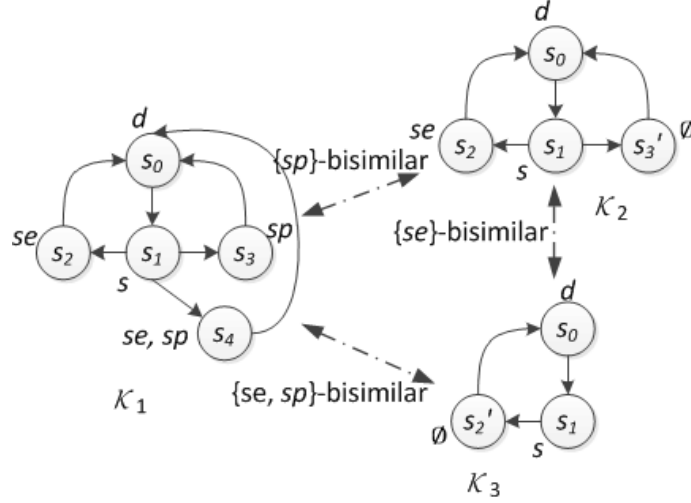 d
s0
se
s2
s1
s
s3
sp
se, sp
s4
K1
{sp}-bisimilar
{se, sp}-bisimilar
d
s0
se
s2
s1
s
s3'
∅
K2
{se}-bisimilar
d
s0
s2'
∅
s1
s
K3